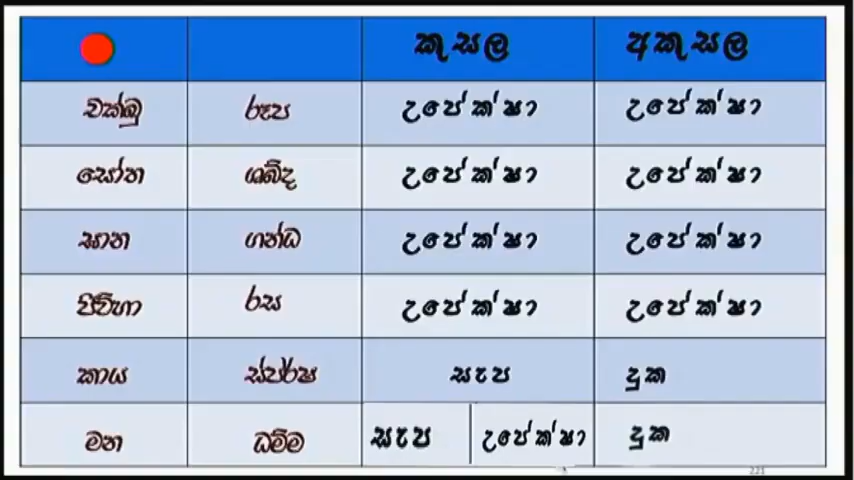 කුසල අකුසල
චක්ඛු රූප උපේක්ෂා උපේක්ෂා
සෝත ශබ්ද උපේක්ෂා උපේක්ෂා
ඝාන ගන්ධ උපේක්ෂා උපේක්ෂා
ජිව්හා රස උපේක්ෂා උපේක්ෂා
කාය ස්පර්ෂ සැප දුක
මන ධම්ම සැප උපේක්ෂා දුක
221